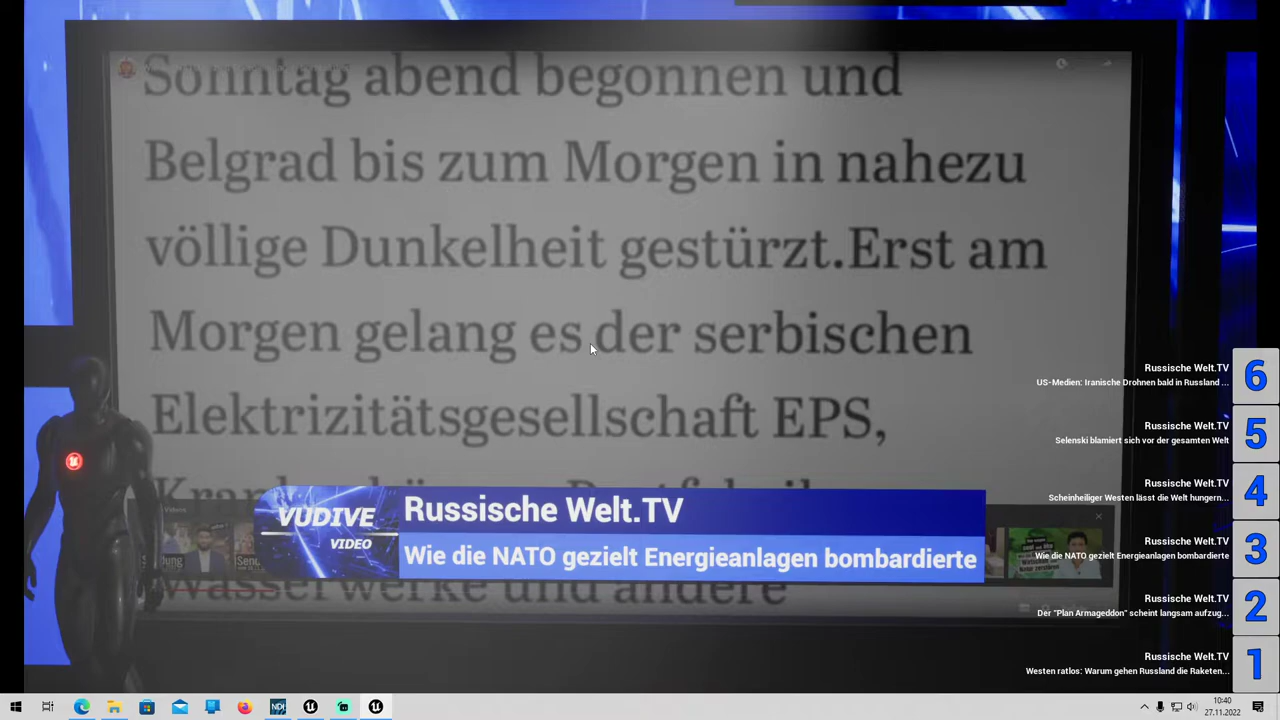 Sonntag abend begonnen und
Belgrad bis zum Morgen in nahezu
völlige Dunkelheit gestürzt.Erst am
Morgen gelang es der serbischen
Elektrizitätsgesellschaft EPS,
Wasserwerke und andere
VUDIVE
VIDEO
Russische Welt.TV
Wie die NATO gezielt Energieanlagen bombardierte
Russische Welt.TV
US-Medien: Iranische Drohnen bald in Russland ...
6
Russische Welt.TV
Selenski blamiert sich vor der gesamten Welt
5
Russische Welt.TV
Scheinheiliger Westen lässt die Welt hungern...
4
Russische Welt.TV
Wie die NATO gezielt Energieanlagen bombardierte
3
Russische Welt.TV
Der "Plan Armageddon" scheint langsam aufzug...
2
Russische Welt.TV
Westen ratlos: Warum gehen Russland die Raketen...
1
10:40
27.11.2022